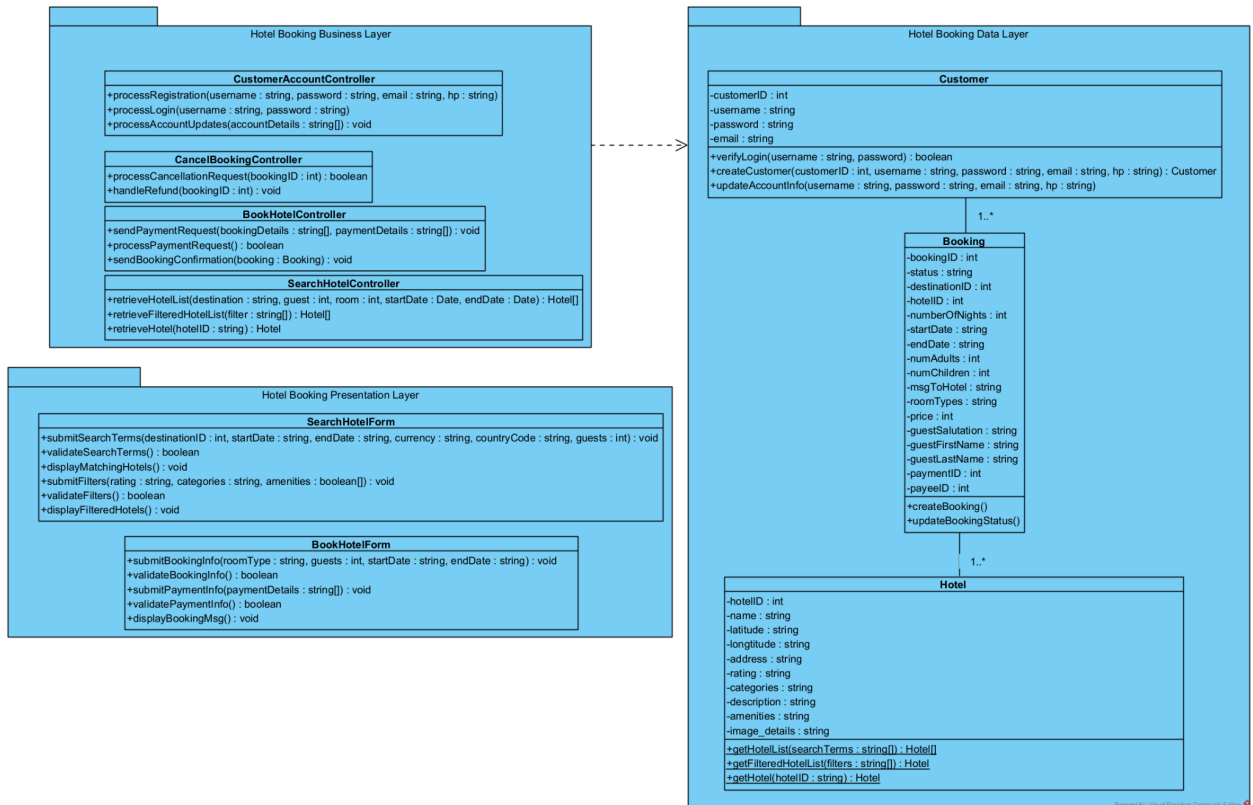 Hotel Booking Business Layer
CustomerAccountController
+processRegistration(username : string, password : string, email : string, hp : string)
+processLogin(username : string, password : string)
+processAccountUpdates(accountDetails : string[]) : void
CancelBookingController
+processCancellationRequest(bookingID : int) : boolean
+handleRefund(bookingID : int) : void
BookHotelController
+sendPaymentRequest(bookingDetails : string[], paymentDetails : string[]) : void
+processPaymentRequest() : boolean
+sendBookingConfirmation(booking : Booking) : void
SearchHotelController
+retrieveHotelList(destination : string, guest : int, room : int, startDate : Date, endDate : Date) : Hotel[]
+retrieveFilteredHotelList(filter : string[]) : Hotel[]
+retrieveHotel(hotelID : string) : Hotel
Hotel Booking Presentation Layer
SearchHotelForm
+submitSearchTerms(destinationID : int, startDate : string, endDate : string, currency : string, countryCode : string, guests : int) : void
+validateSearchTerms() : boolean
+displayMatchingHotels() : void
+submitFilters(rating : string, categories : string, amenities : boolean[]) : void
+validateFilters() : boolean
+displayFilteredHotels() : void
BookHotelForm
+submitBookingInfo(roomType : string, guests : int, startDate : string, endDate : string) : void
+validateBookingInfo() : boolean
+submitPaymentInfo(paymentDetails : string[]) : void
+validatePaymentInfo() : boolean
+displayBookingMsg() : void
Hotel Booking Data Layer
Customer
-customerID : int
-username : string
-password : string
-email : string
+verifyLogin(username : string, password) : boolean
+createCustomer(customerID : int, username : string, password : string, email : string, hp : string) : Customer
+updateAccountInfo(username : string, password : string, email : string, hp : string)
1..*
Booking
-bookingID : int
-status : string
-destinationID : int
-hotelID : int
-numberOfNights : int
-startDate : string
-endDate : string
-numAdults : int
-numChildren : int
-msgToHotel : string
-roomTypes : string
-price : int
-guestSalutation : string
-guestFirstName : string
-guestLastName : string
-paymentID : int
-payeeID : int
+createBooking()
+updateBookingStatus()
1..*
Hotel
-hotelID : int
-name : string
-latitude : string
-longtitude : string
-address : string
-rating : string
-categories : string
-description : string
-amenities : string
-image_details : string
+getHotelList(searchTerms : string[]) : Hotel[]
+getFilteredHotelList(filters : string[]) : Hotel
+getHotel(hotelID : string) : Hotel